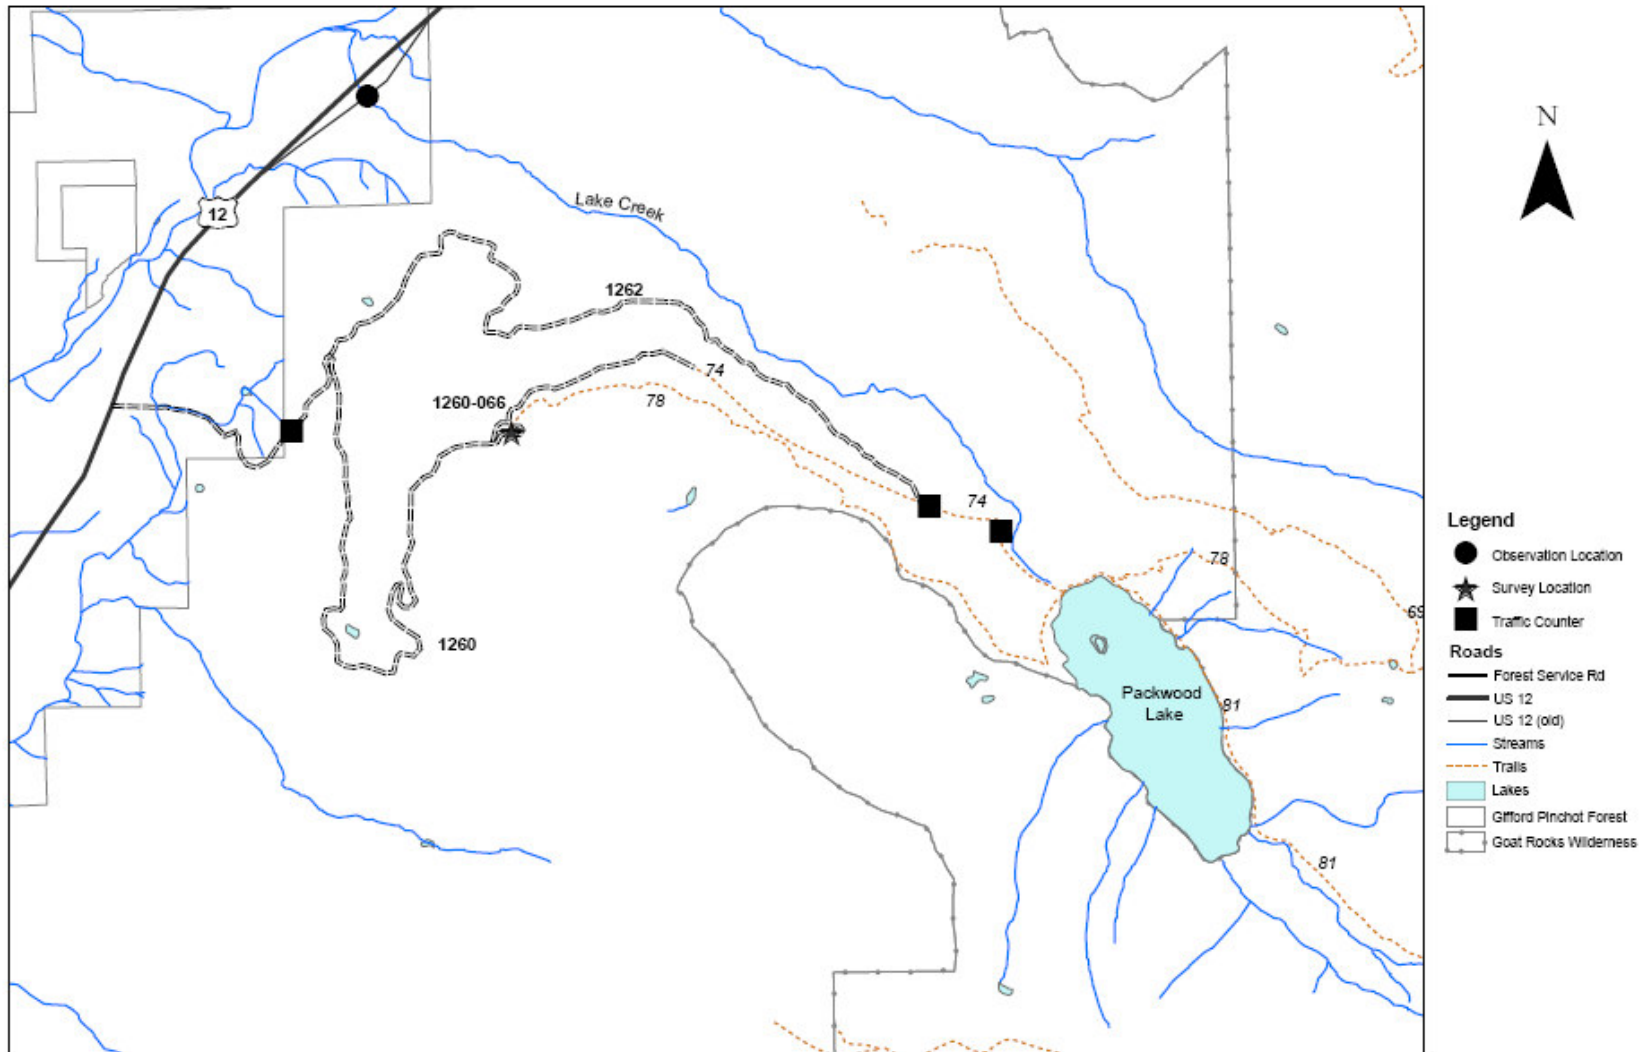 N
12
Lake Creek
1262
74
1260-066
78
74
78
69
1260
Packwood
Lake
81
81
Legend
Observation Location
Survey Location
Traffic Counter
Roads
Forest Service Rd
US 12
US 12 (old)
Streams
Trails
Lakes
Gifford Pinchot Forest
Goat Rocks Wilderness